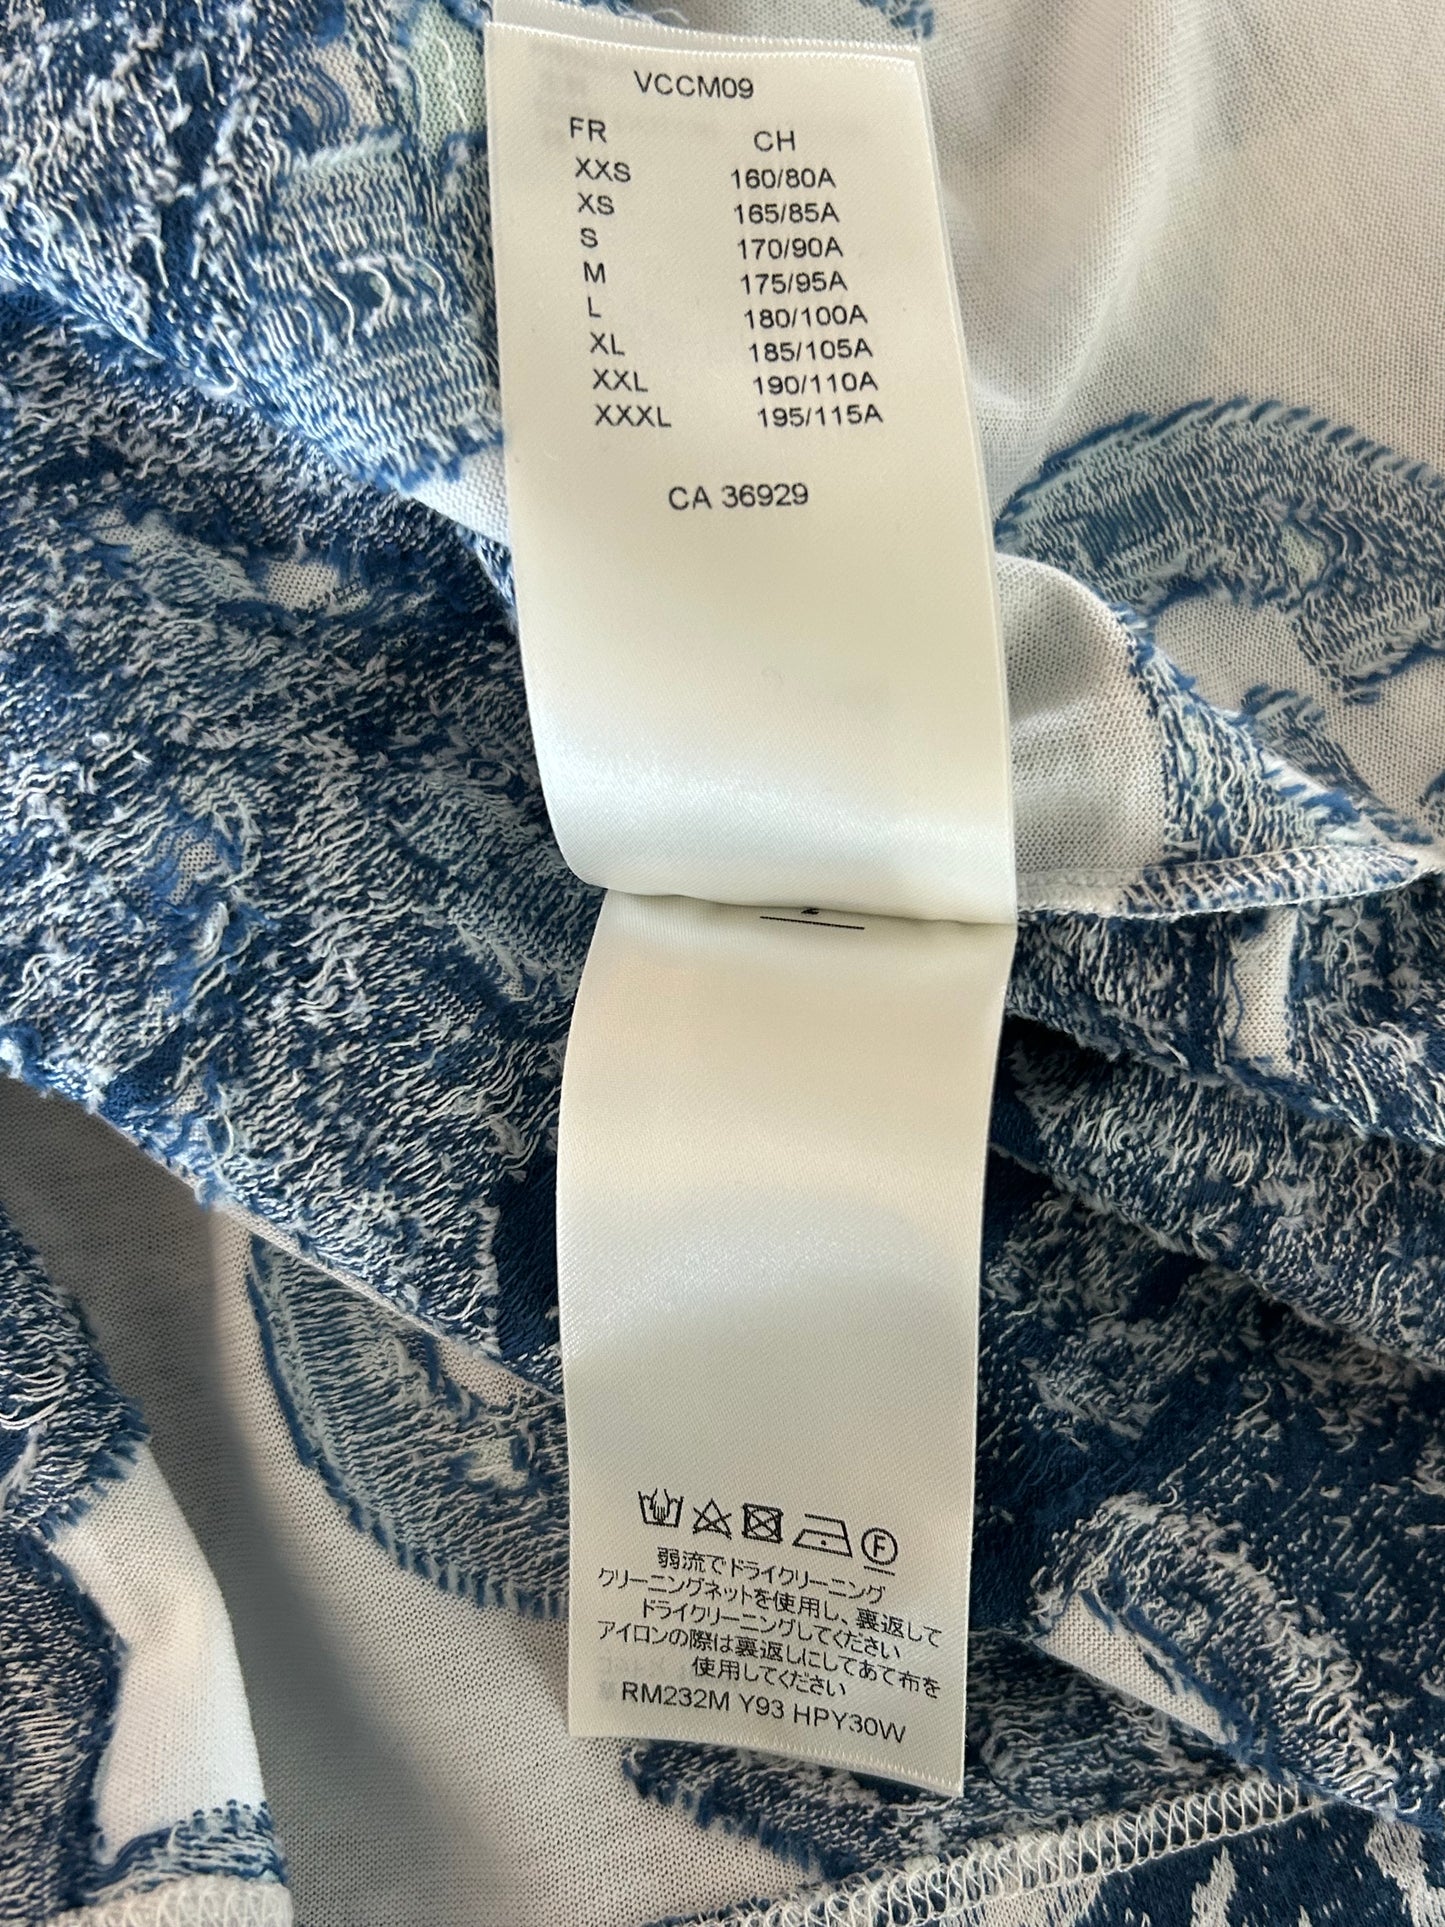 VCCM09
FR CH
XXS 160/80A
XS 165/85A
S 170/90A
M 175/95A
L 180/100A
XL 185/105A
XXL 190/110A
XXXL 195/115A
CA 36929
F
弱流でドライクリーニング
クリーニングネットを使用し、裏返して
ドライクリーニングしてください
アイロンの際は裏返しにしてあて布を
使用してください
RM232M Y93 HPY30W